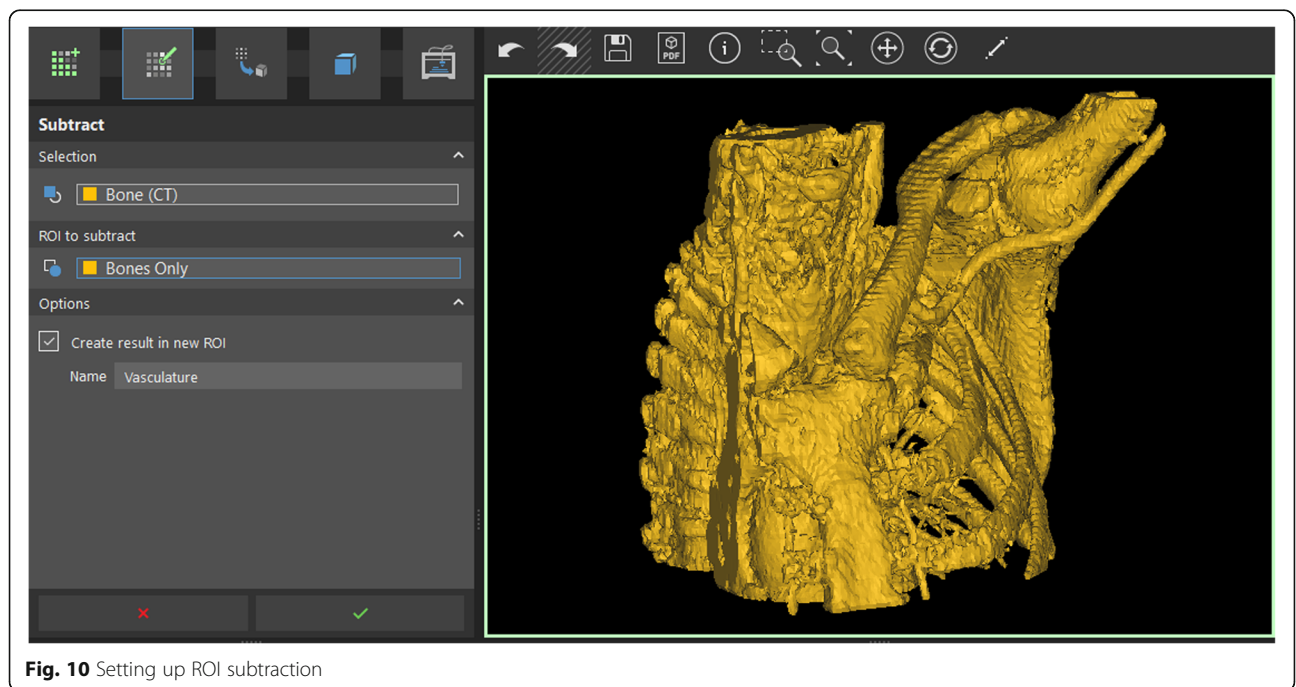 PDF
Subtract
Selection
Bone (CT)
ROI to subtract
Bones Only
Options
Create result in new ROI
Name Vasculature
Fig. 10 Setting up ROI subtraction